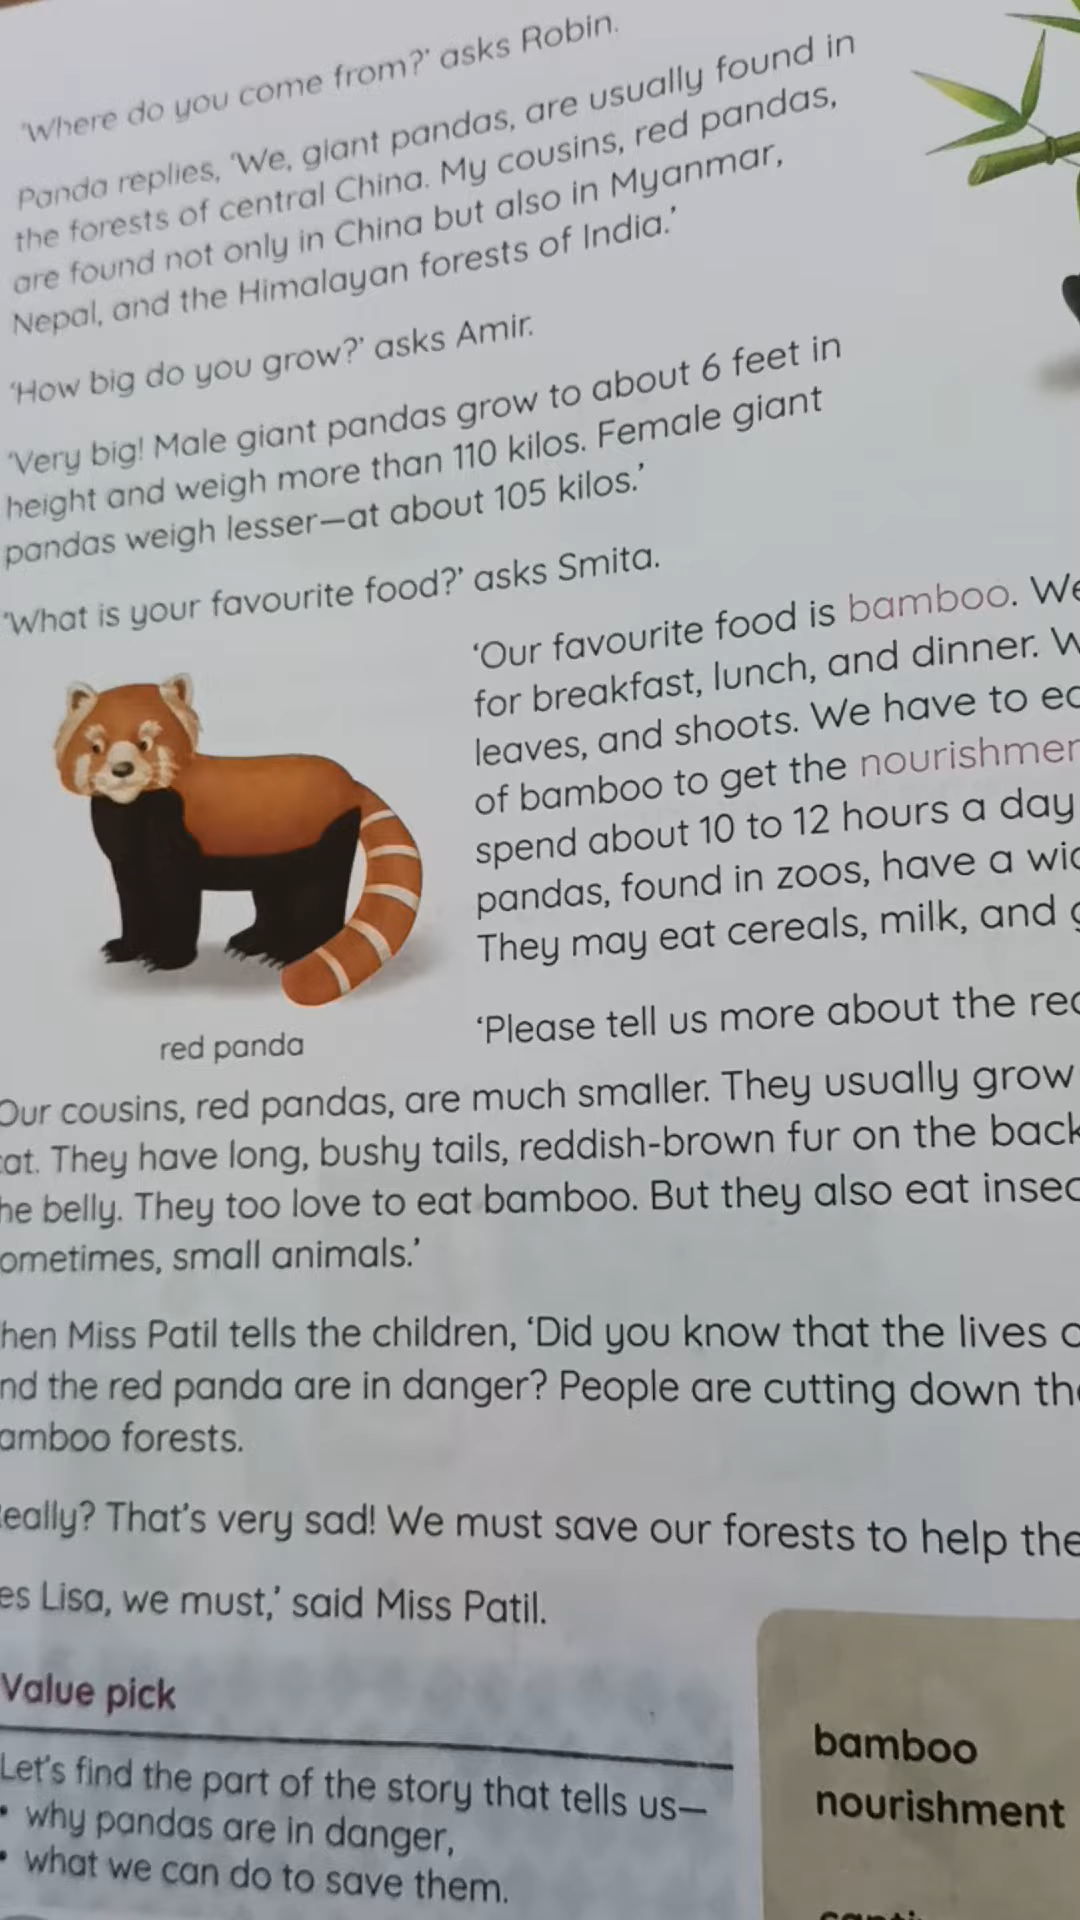 ‘Where do you come from?’ asks Robin.
Panda replies, ‘We, giant pandas, are usually found in
the forests of central China. My cousins, red pandas,
are found not only in China but also in Myanmar,
Nepal, and the Himalayan forests of India.’
‘How big do you grow?’ asks Amir.
‘Very big! Male giant pandas grow to about 6 feet in
height and weigh more than 110 kilos. Female giant
pandas weigh lesser—at about 105 kilos.’
‘What is your favourite food?’ asks Smita.
‘Our favourite food is bamboo. We
for breakfast, lunch, and dinner.
leaves, and shoots. We have to
of bamboo to get the
spend about 10 to 12 hours a day
pandas, found in zoos, have a
They may eat cereals, milk, and
‘Please tell us more about the
red panda
Our cousins, red pandas, are much smaller. They usually grow
cat. They have long, bushy tails, reddish-brown fur on the back
belly. They too love to eat bamboo. But they also eat
small animals.’
Miss Patil tells the children, ‘Did you know that the lives
the red panda are in danger? People are cutting down
forests.
That’s very sad! We must save our forests to help
Lisa, we must,’ said Miss Patil.
Value pick
Let’s find the part of the story that tells us—
• why pandas are in danger,
• what we can do to save them.
bamboo
nourishment